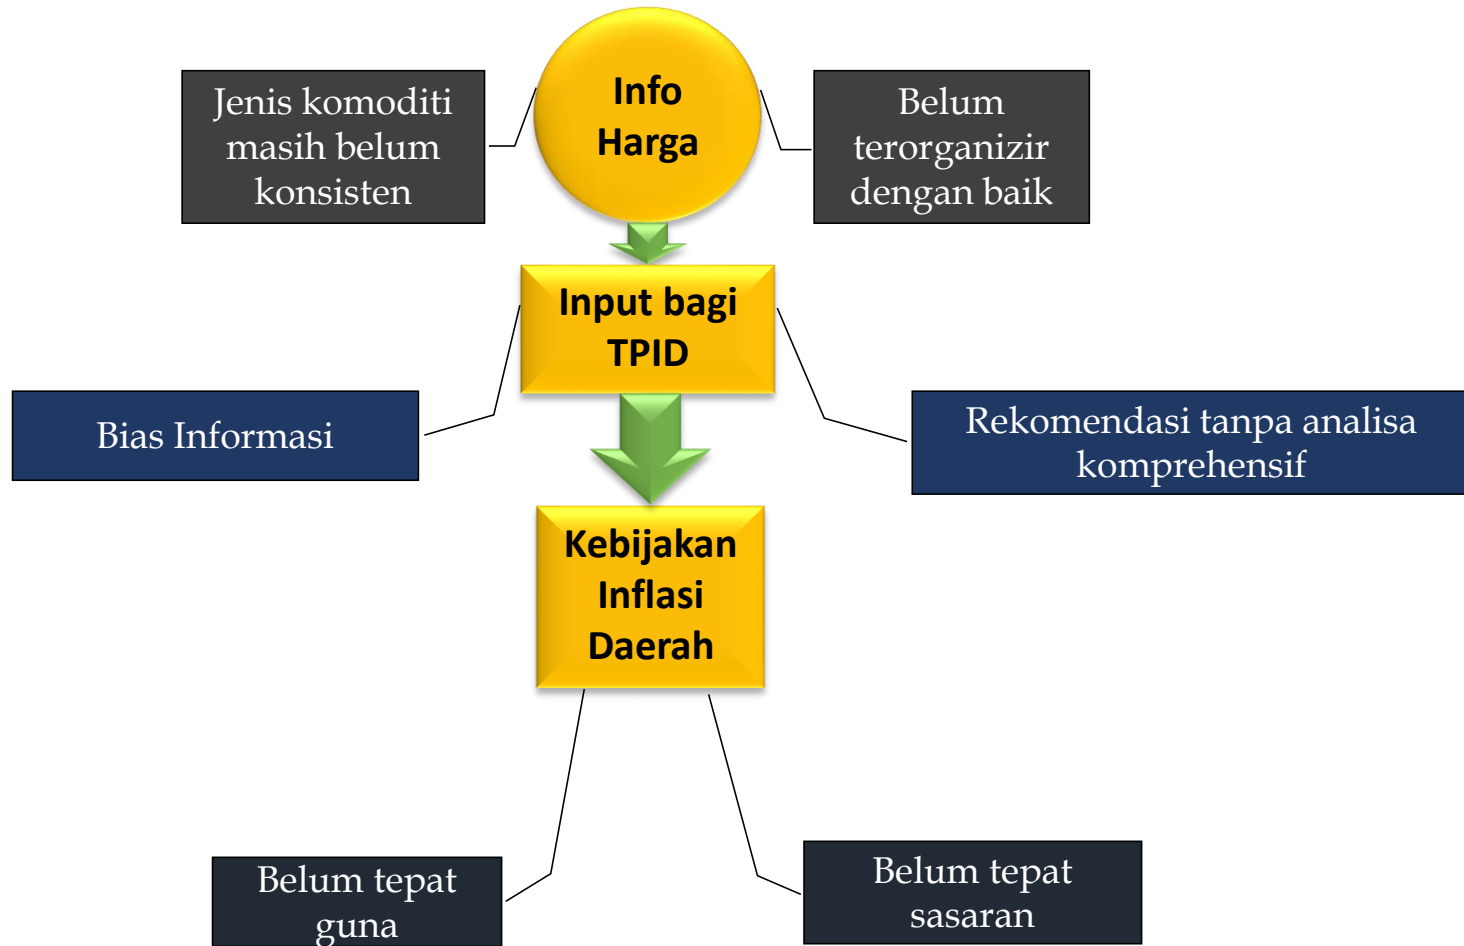 Info
Harga
Jenis komoditi
masih belum
konsisten
Belum
terorganizir
dengan baik
Input bagi
TPID
Bias Informasi
Rekomendasi tanpa analisa
komprehensif
Kebijakan
Inflasi
Daerah
Belum tepat
guna
Belum tepat
sasaran